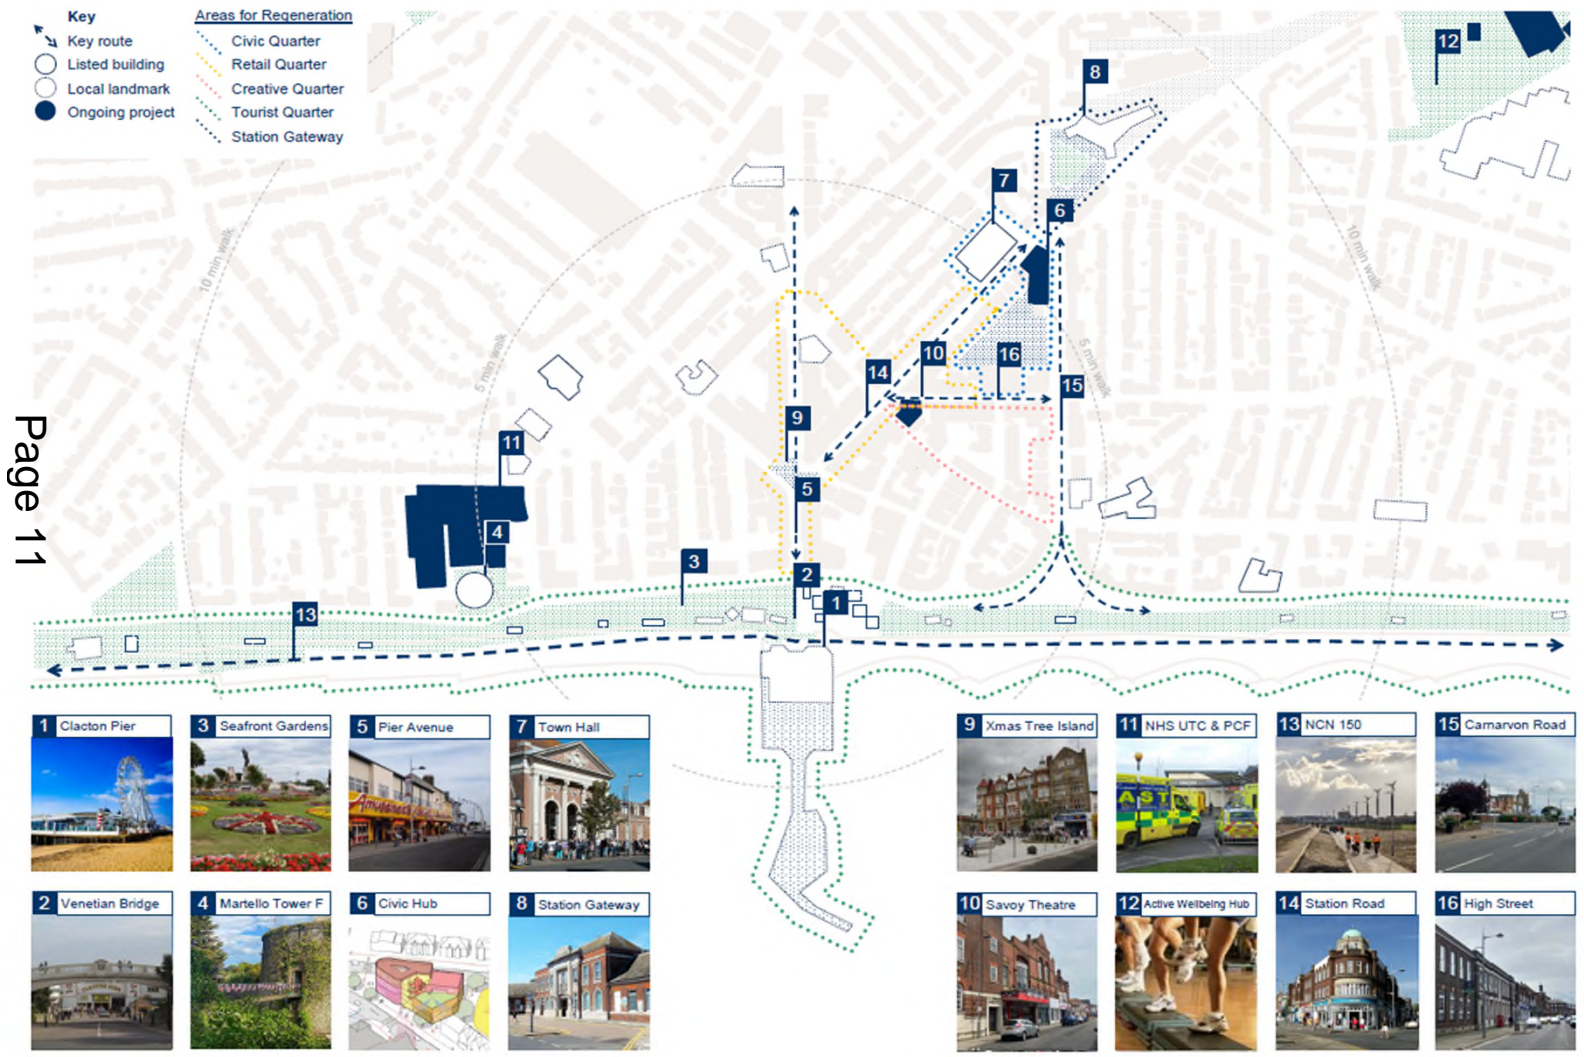 Key
Key route
Listed building
Local landmark
Ongoing project
Areas for Regeneration
Civic Quarter
Retail Quarter
Creative Quarter
Tourist Quarter
Station Gateway
12
8
7
6
10 min walk
10 min walk
5 min walk
5 min walk
10
16
14
15
9
11
5
4
3
2
1
13
Page 11
1 Clacton Pier
3 Seafront Gardens
5 Pier Avenue
7 Town Hall
9 Xmas Tree Island
11 NHS UTC & PCF
13 NCN 150
15 Carnarvon Road
Amusements
AST
2 Venetian Bridge
4 Martello Tower F
6 Civic Hub
8 Station Gateway
10 Savoy Theatre
12 Active Wellbeing Hub
14 Station Road
16 High Street